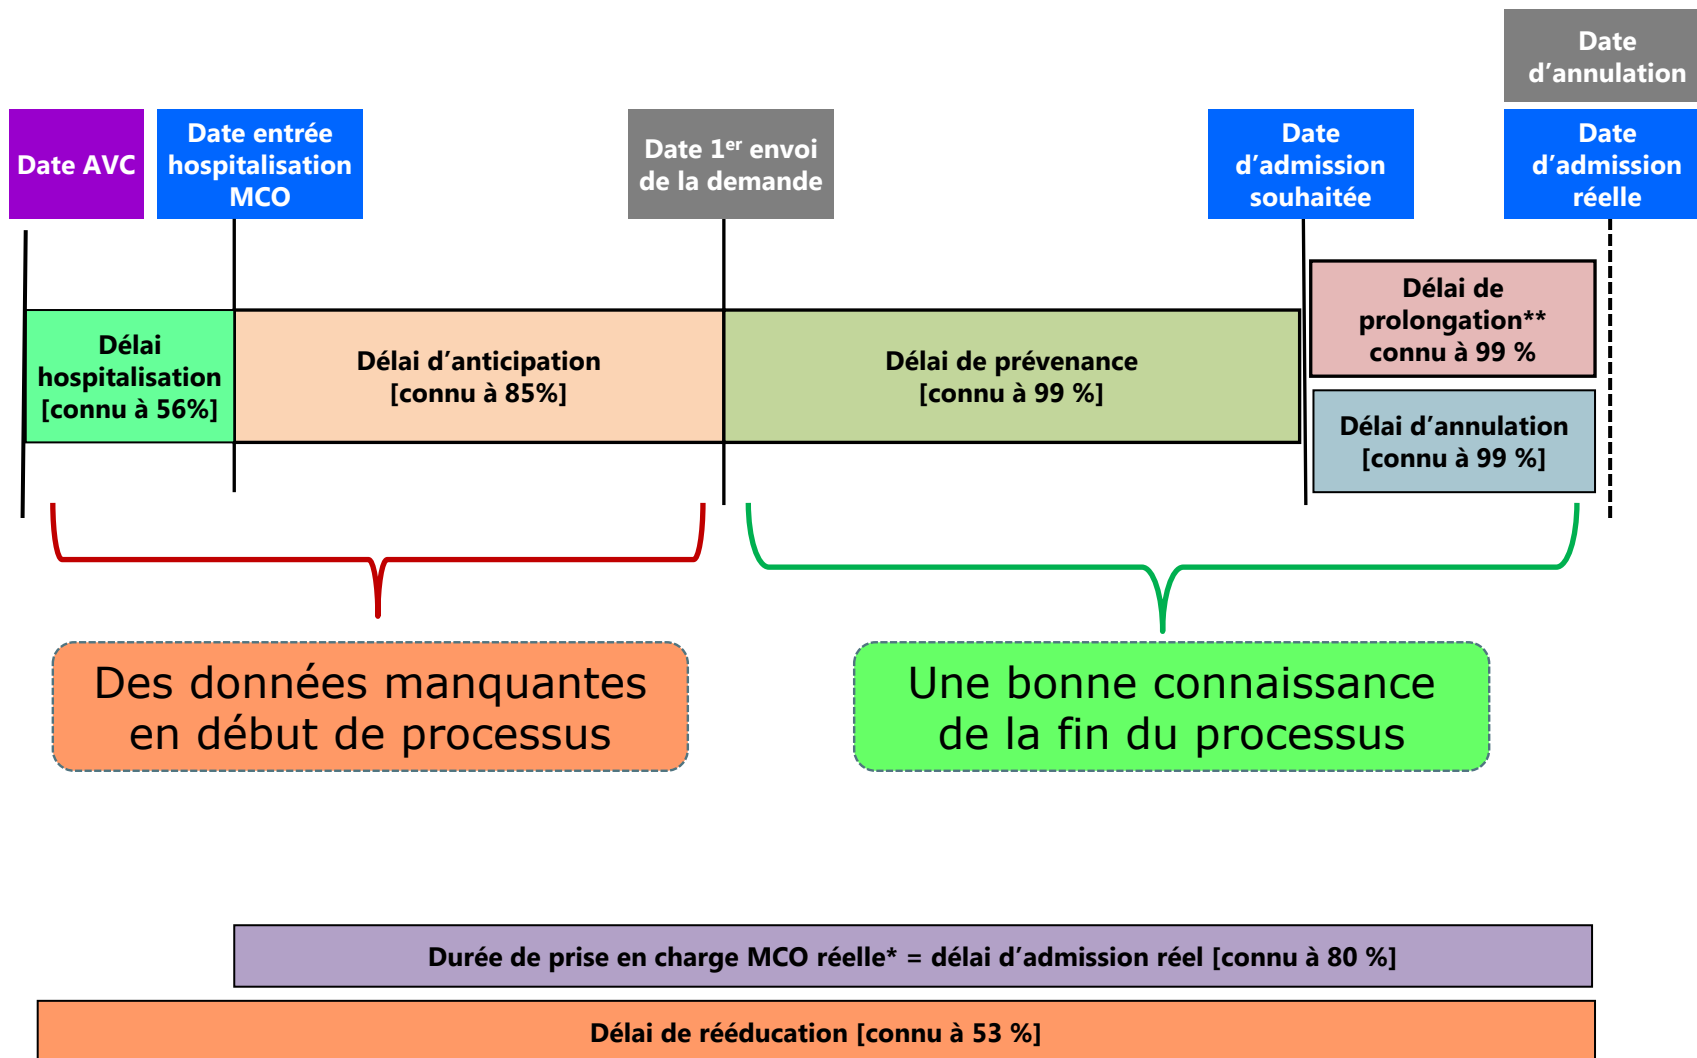 Date
d’annulation
Date AVC
Date entrée
hospitalisation
MCO
Date 1er envoi
de la demande
Date
d’admission
souhaitée
Date
d’admission
réelle
Délai
hospitalisation
[connu à 56%]
Délai d’anticipation
[connu à 85%]
Délai de prévenance
[connu à 99 %]
Délai de
prolongation**
connu à 99 %
Délai d’annulation
[connu à 99 %]
Des données manquantes
en début de processus
Une bonne connaissance
de la fin du processus
Durée de prise en charge MCO réelle* = délai d’admission réel [connu à 80 %]
Délai de rééducation [connu à 53 %]